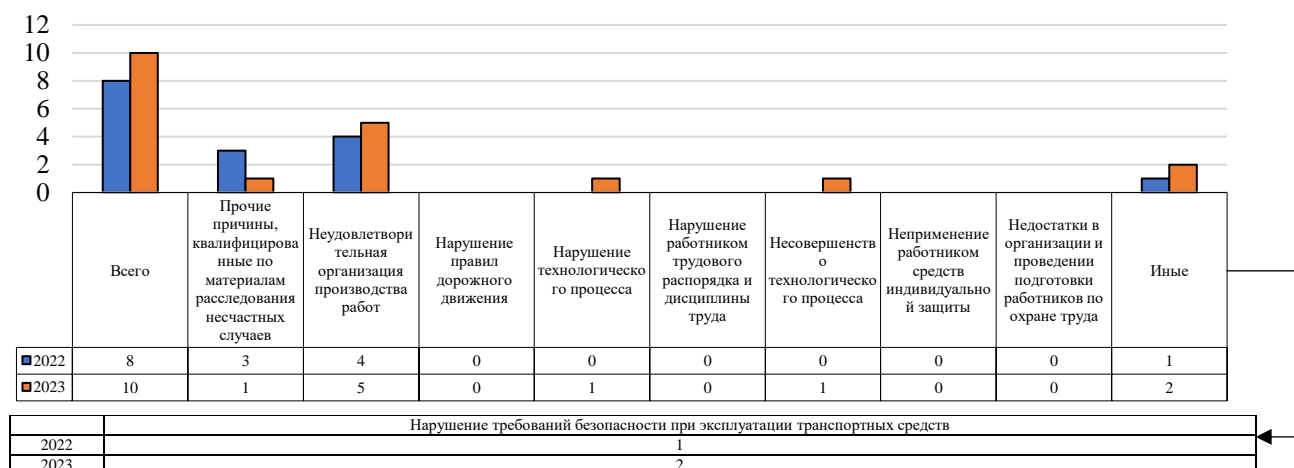 12
10
8
6
4
2
0
Всего
Прочие
причины,
квалифицирова
нные по
материалам
расследования
несчастных
случаев
Неудовлетвори
тельная
организация
производства
работ
Нарушение
правил
дорожного
движения
Нарушение
технологическо
го процесса
Нарушение
работником
трудового
распорядка и
дисциплины
труда
Несовершенств
о
технологическо
го процесса
Неприменение
работником
средств
индивидуально
й защиты
Недостатки в
организации и
проведении
подготовки
работников по
охране труда
Иные
2022 8 3 4 0 0 0 0 0 0 1
2023 10 1 5 0 1 0 1 0 0 2
Нарушение требований безопасности при эксплуатации транспортных средств
2022 1
2023 2